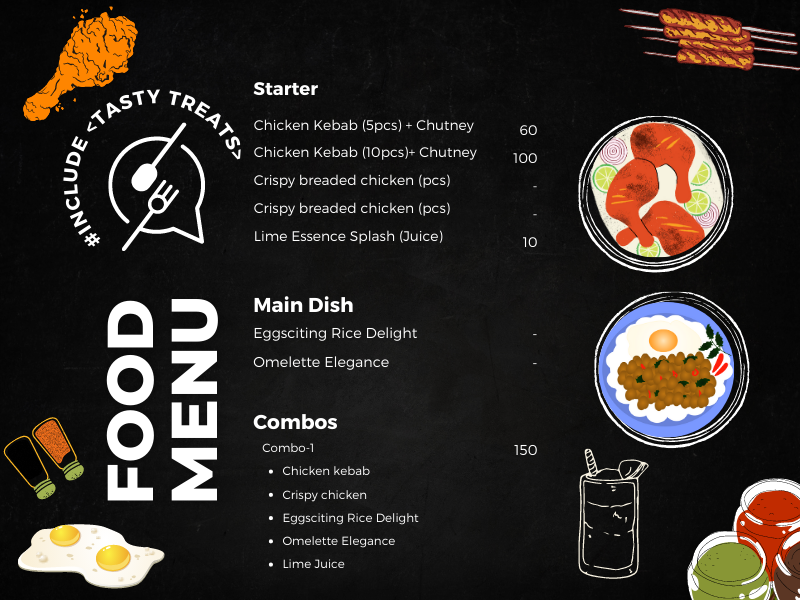 #INCLUDE <TASTY TREATS>
FOOD
MENU
Starter
Chicken Kebab (5pcs) + Chutney 60
Chicken Kebab (10pcs)+ Chutney 100
Crispy breaded chicken (pcs) -
Crispy breaded chicken (pcs) -
Lime Essence Splash (Juice) 10
Main Dish
Eggsciting Rice Delight -
Omelette Elegance -
Combos
Combo-1 150
• Chicken kebab
• Crispy chicken
• Eggsciting Rice Delight
• Omelette Elegance
• Lime Juice